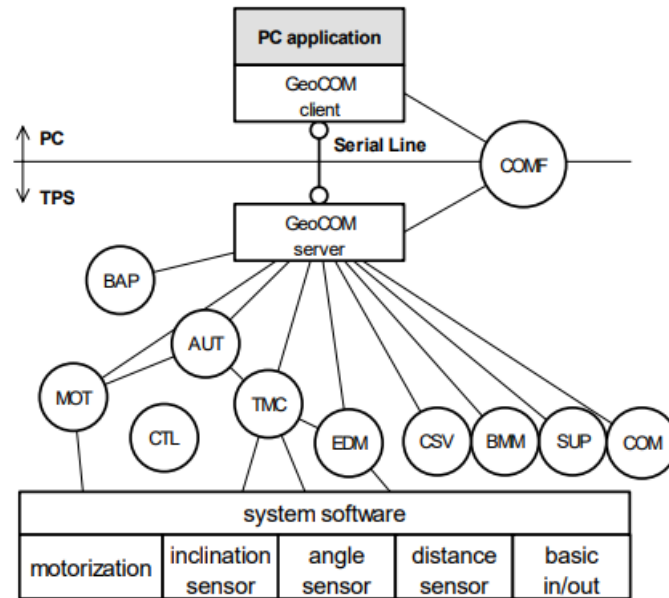 PC application
GeoCOM
client
PC
Serial Line
COMF
TPS
GeoCOM
server
BAP
AUT
MOT
TMC
CTL
EDM
CSV
BMM
SUP
COM
system software
motorization
inclination
sensor
angle
sensor
distance
sensor
basic
in/out